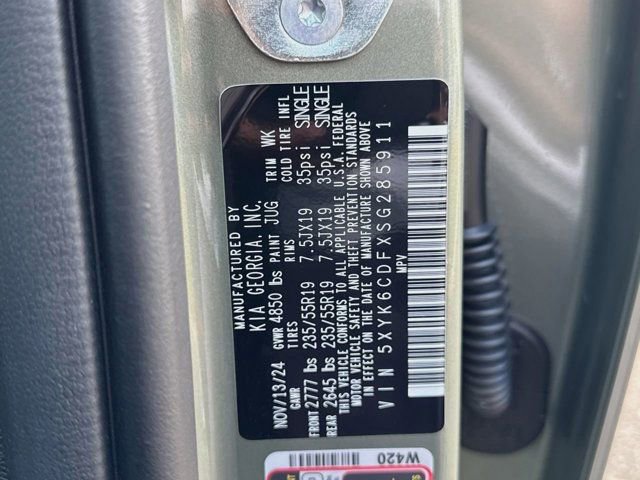 MANUFACTURED BY
KIA GEORGIA, INC.
NOV/13/24 GVWR 4850 lbs PAINT JUG TRIM WK
GAWR TIRES RIMS COLD TIRE INFL
FRONT 2777 lbs 235/55R19 7.5JX19 35psi SINGLE
REAR 2645 lbs 235/55R19 7.5JX19 35psi SINGLE
THIS VEHICLE CONFORMS TO ALL APPLICABLE U.S.A. FEDERAL
MOTOR VEHICLE SAFETY AND THEFT PREVENTION STANDARDS
IN EFFECT ON THE DATE OF MANUFACTURE SHOWN ABOVE
VIN 5XYK6CDFXSG285911
MPV
W420